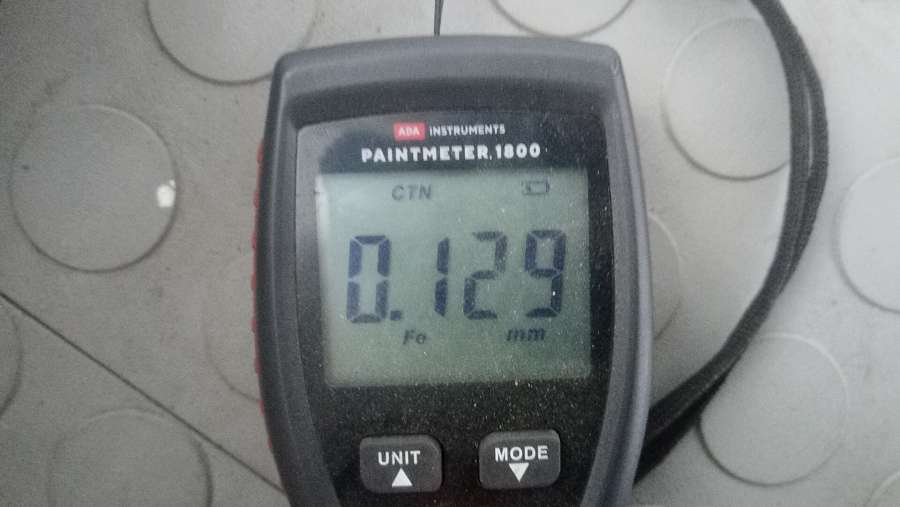 ADA INSTRUMENTS
PAINTMETER.1800
CTN
0.129
Fe mm
UNIT MODE